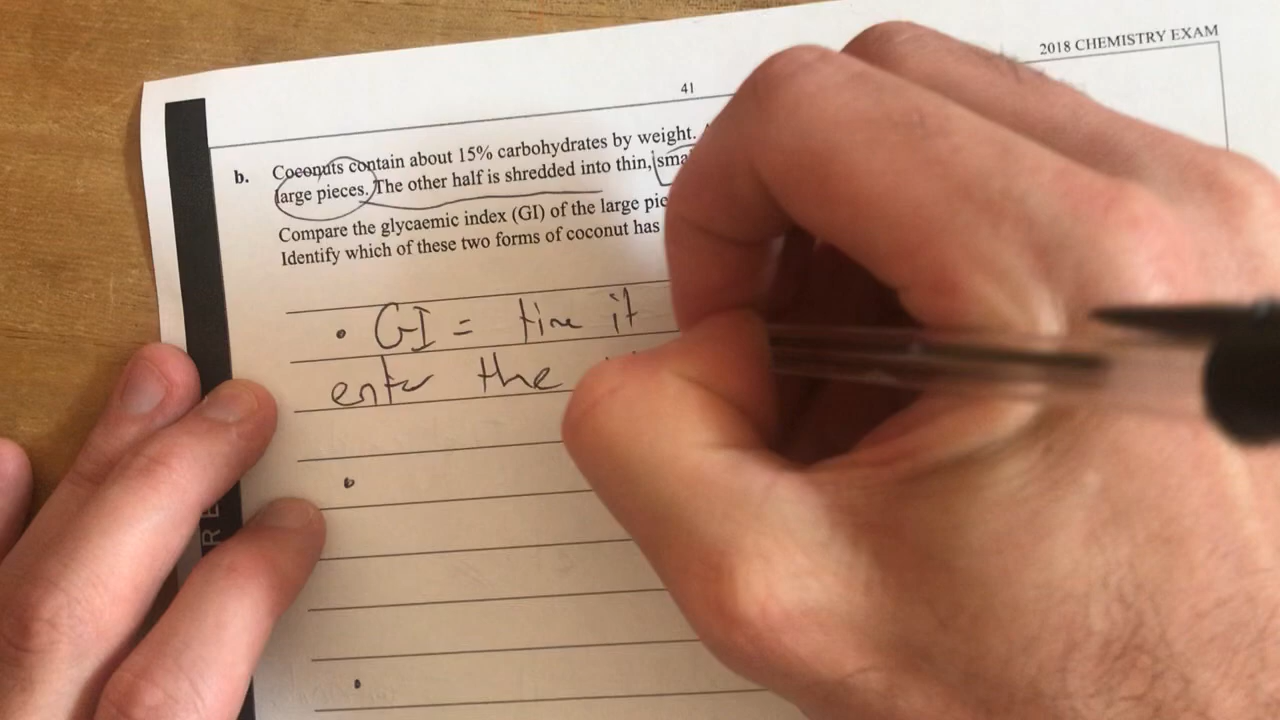 2018 CHEMISTRY EXAM
41
b. Coconuts contain about 15% carbohydrates by weight.
large pieces. The other half is shredded into thin,
Compare the glycaemic index (GI) of the large
Identify which of these two forms of coconut has
• GI = time it
enter the
•
•